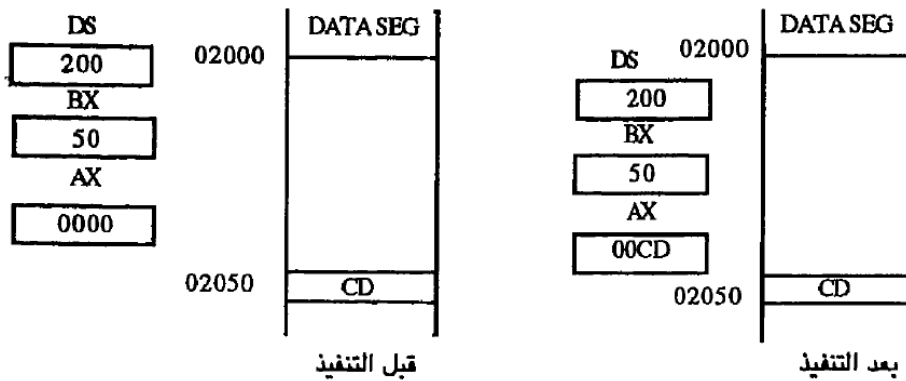 DS
200
BX
50
AX
0000
DATA SEG
02000
02050
CD
قبل التنفيذ
DS
200
BX
50
AX
00CD
DATA SEG
02000
02050
CD
بعد التنفيذ